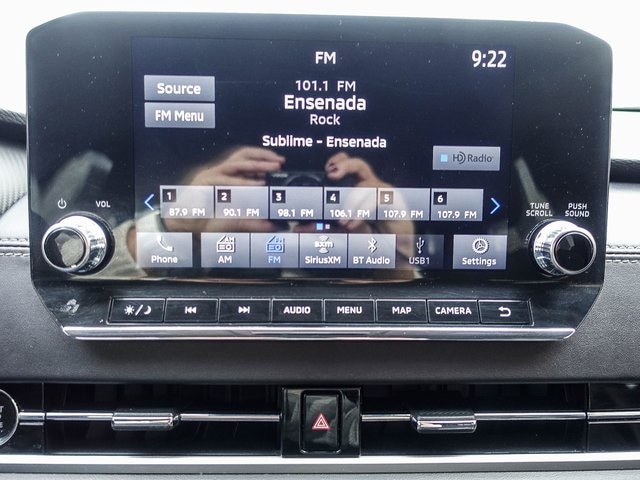 FM
9:22
Source
FM Menu
101.1 FM
Ensenada
Rock
Sublime - Ensenada
HD Radio
1 2 3 4 5 6
87.9 FM 90.1 FM 98.1 FM 106.1 FM 107.9 FM 107.9 FM
VOL
TUNE SCROLL
PUSH SOUND
Phone AM FM SiriusXM BT Audio USB1 Settings
AUDIO MENU MAP CAMERA